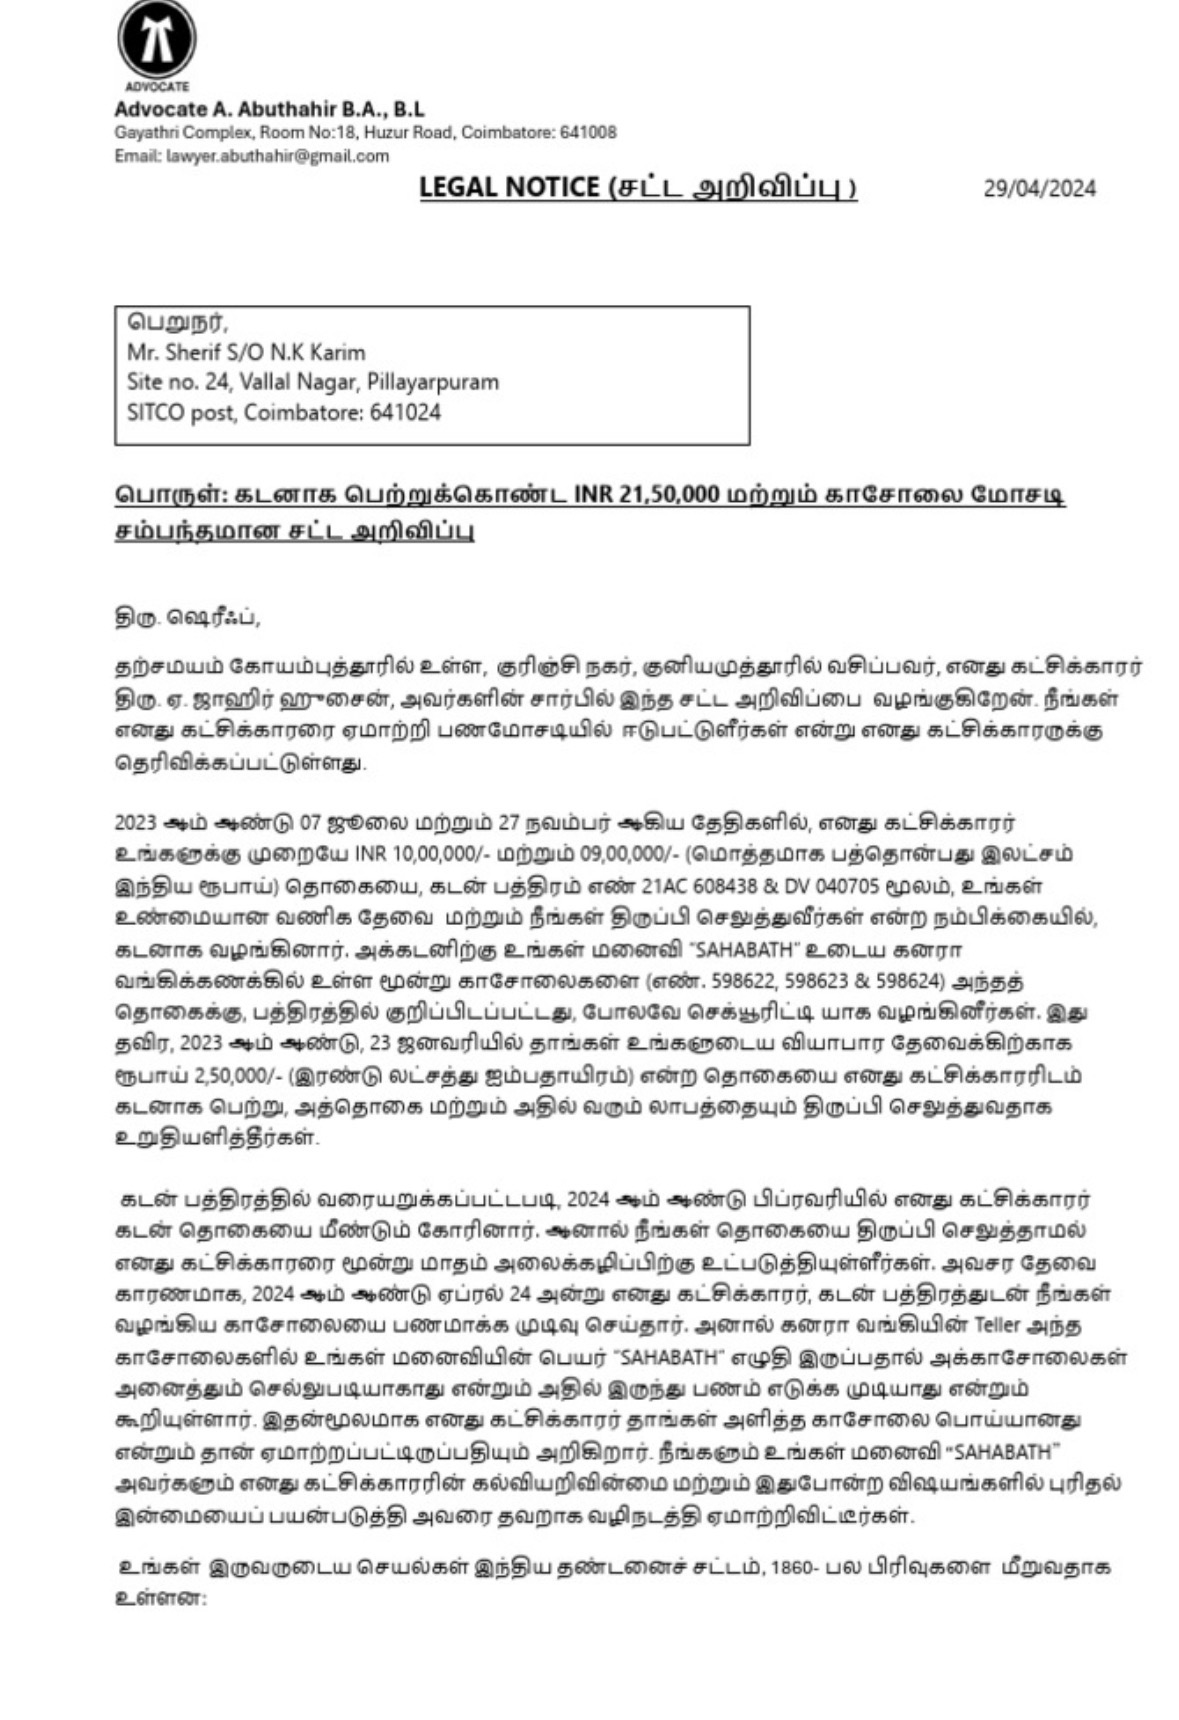 ADVOCATE
Advocate A. Abuthahir B.A., B.L
Gayathri Complex, Room No:18, Huzur Road, Coimbatore: 641008
Email: lawyer.abuthahir@gmail.com
LEGAL NOTICE (சட்ட அறிவிப்பு ) 29/04/2024
பெறுநர்,
Mr. Sherif S/O N.K Karim
Site no. 24, Vallal Nagar, Pillayarpuram
SITCO post, Coimbatore: 641024
பொருள்: கடனாக பெற்றுக்கொண்ட INR 21,50,000 மற்றும் காசோலை மோசடி
சம்பந்தமான சட்ட அறிவிப்பு
திரு. ஷெரீஃப்,
தற்சமயம் கோயம்புத்தூரில் உள்ள, குரிஞ்சி நகர், குனியமுத்தூரில் வசிப்பவர், எனது கட்சிக்காரர்
திரு. ஏ. ஜாஹிர் ஹுசைன், அவர்களின் சார்பில் இந்த சட்ட அறிவிப்பை வழங்குகிறேன். நீங்கள்
எனது கட்சிக்காரரை ஏமாற்றி பணமோசடியில் ஈடுபட்டுளீர்கள் என்று எனது கட்சிக்காரருக்கு
தெரிவிக்கப்பட்டுள்ளது.
2023 ஆம் ஆண்டு 07 ஜூலை மற்றும் 27 நவம்பர் ஆகிய தேதிகளில், எனது கட்சிக்காரர்
உங்களுக்கு முறையே INR 10,00,000/- மற்றும் 09,00,000/- (மொத்தமாக பத்தொன்பது இலட்சம்
இந்திய ரூபாய்) தொகையை, கடன் பத்திரம் எண் 21AC 608438 & DV 040705 மூலம், உங்கள்
உண்மையான வணிக தேவை மற்றும் நீங்கள் திருப்பி செலுத்துவீர்கள் என்ற நம்பிக்கையில்,
கடனாக வழங்கினார். அக்கடனிற்கு உங்கள் மனைவி "SAHABATH" உடைய கனரா
வங்கிக்கணக்கில் உள்ள மூன்று காசோலைகளை (எண். 598622, 598623 & 598624) அந்தத்
தொகைக்கு, பத்திரத்தில் குறிப்பிடப்பட்டது, போலவே செக்யூரிட்டி யாக வழங்கினீர்கள். இது
தவிர, 2023 ஆம் ஆண்டு, 23 ஜனவரியில் தாங்கள் உங்களுடைய வியாபார தேவைக்கிற்காக
ரூபாய் 2,50,000/- (இரண்டு லட்சத்து ஐம்பதாயிரம்) என்ற தொகையை எனது கட்சிக்காரரிடம்
கடனாக பெற்று, அத்தொகை மற்றும் அதில் வரும் லாபத்தையும் திருப்பி செலுத்துவதாக
உறுதியளித்தீர்கள்.
கடன் பத்திரத்தில் வரையறுக்கப்பட்டபடி, 2024 ஆம் ஆண்டு பிப்ரவரியில் எனது கட்சிக்காரர்
கடன் தொகையை மீண்டும் கோரினார். ஆனால் நீங்கள் தொகையை திருப்பி செலுத்தாமல்
எனது கட்சிக்காரரை மூன்று மாதம் அலைக்கழிப்பிற்கு உட்படுத்தியுள்ளீர்கள். அவசர தேவை
காரணமாக, 2024 ஆம் ஆண்டு ஏப்ரல் 24 அன்று எனது கட்சிக்காரர், கடன் பத்திரத்துடன் நீங்கள்
வழங்கிய காசோலையை பணமாக்க முடிவு செய்தார். அனால் கனரா வங்கியின் Teller அந்த
காசோலைகளில் உங்கள் மனைவியின் பெயர் "SAHABATH" எழுதி இருப்பதால் அக்காசோலைகள்
அனைத்தும் செல்லுபடியாகாது என்றும் அதில் இருந்து பணம் எடுக்க முடியாது என்றும்
கூறியுள்ளார். இதன்மூலமாக எனது கட்சிக்காரர் தாங்கள் அளித்த காசோலை பொய்யானது
என்றும் தான் ஏமாற்றப்பட்டிருப்பதியும் அறிகிறார். நீங்களும் உங்கள் மனைவி "SAHABATH"
அவர்களும் எனது கட்சிக்காரரின் கல்வியறிவின்மை மற்றும் இதுபோன்ற விஷயங்களில் புரிதல்
இன்மையைப் பயன்படுத்தி அவரை தவறாக வழிநடத்தி ஏமாற்றிவிட்டீர்கள்.
உங்கள் இருவருடைய செயல்கள் இந்திய தண்டனைச் சட்டம், 1860- பல பிரிவுகளை மீறுவதாக
உள்ளன: